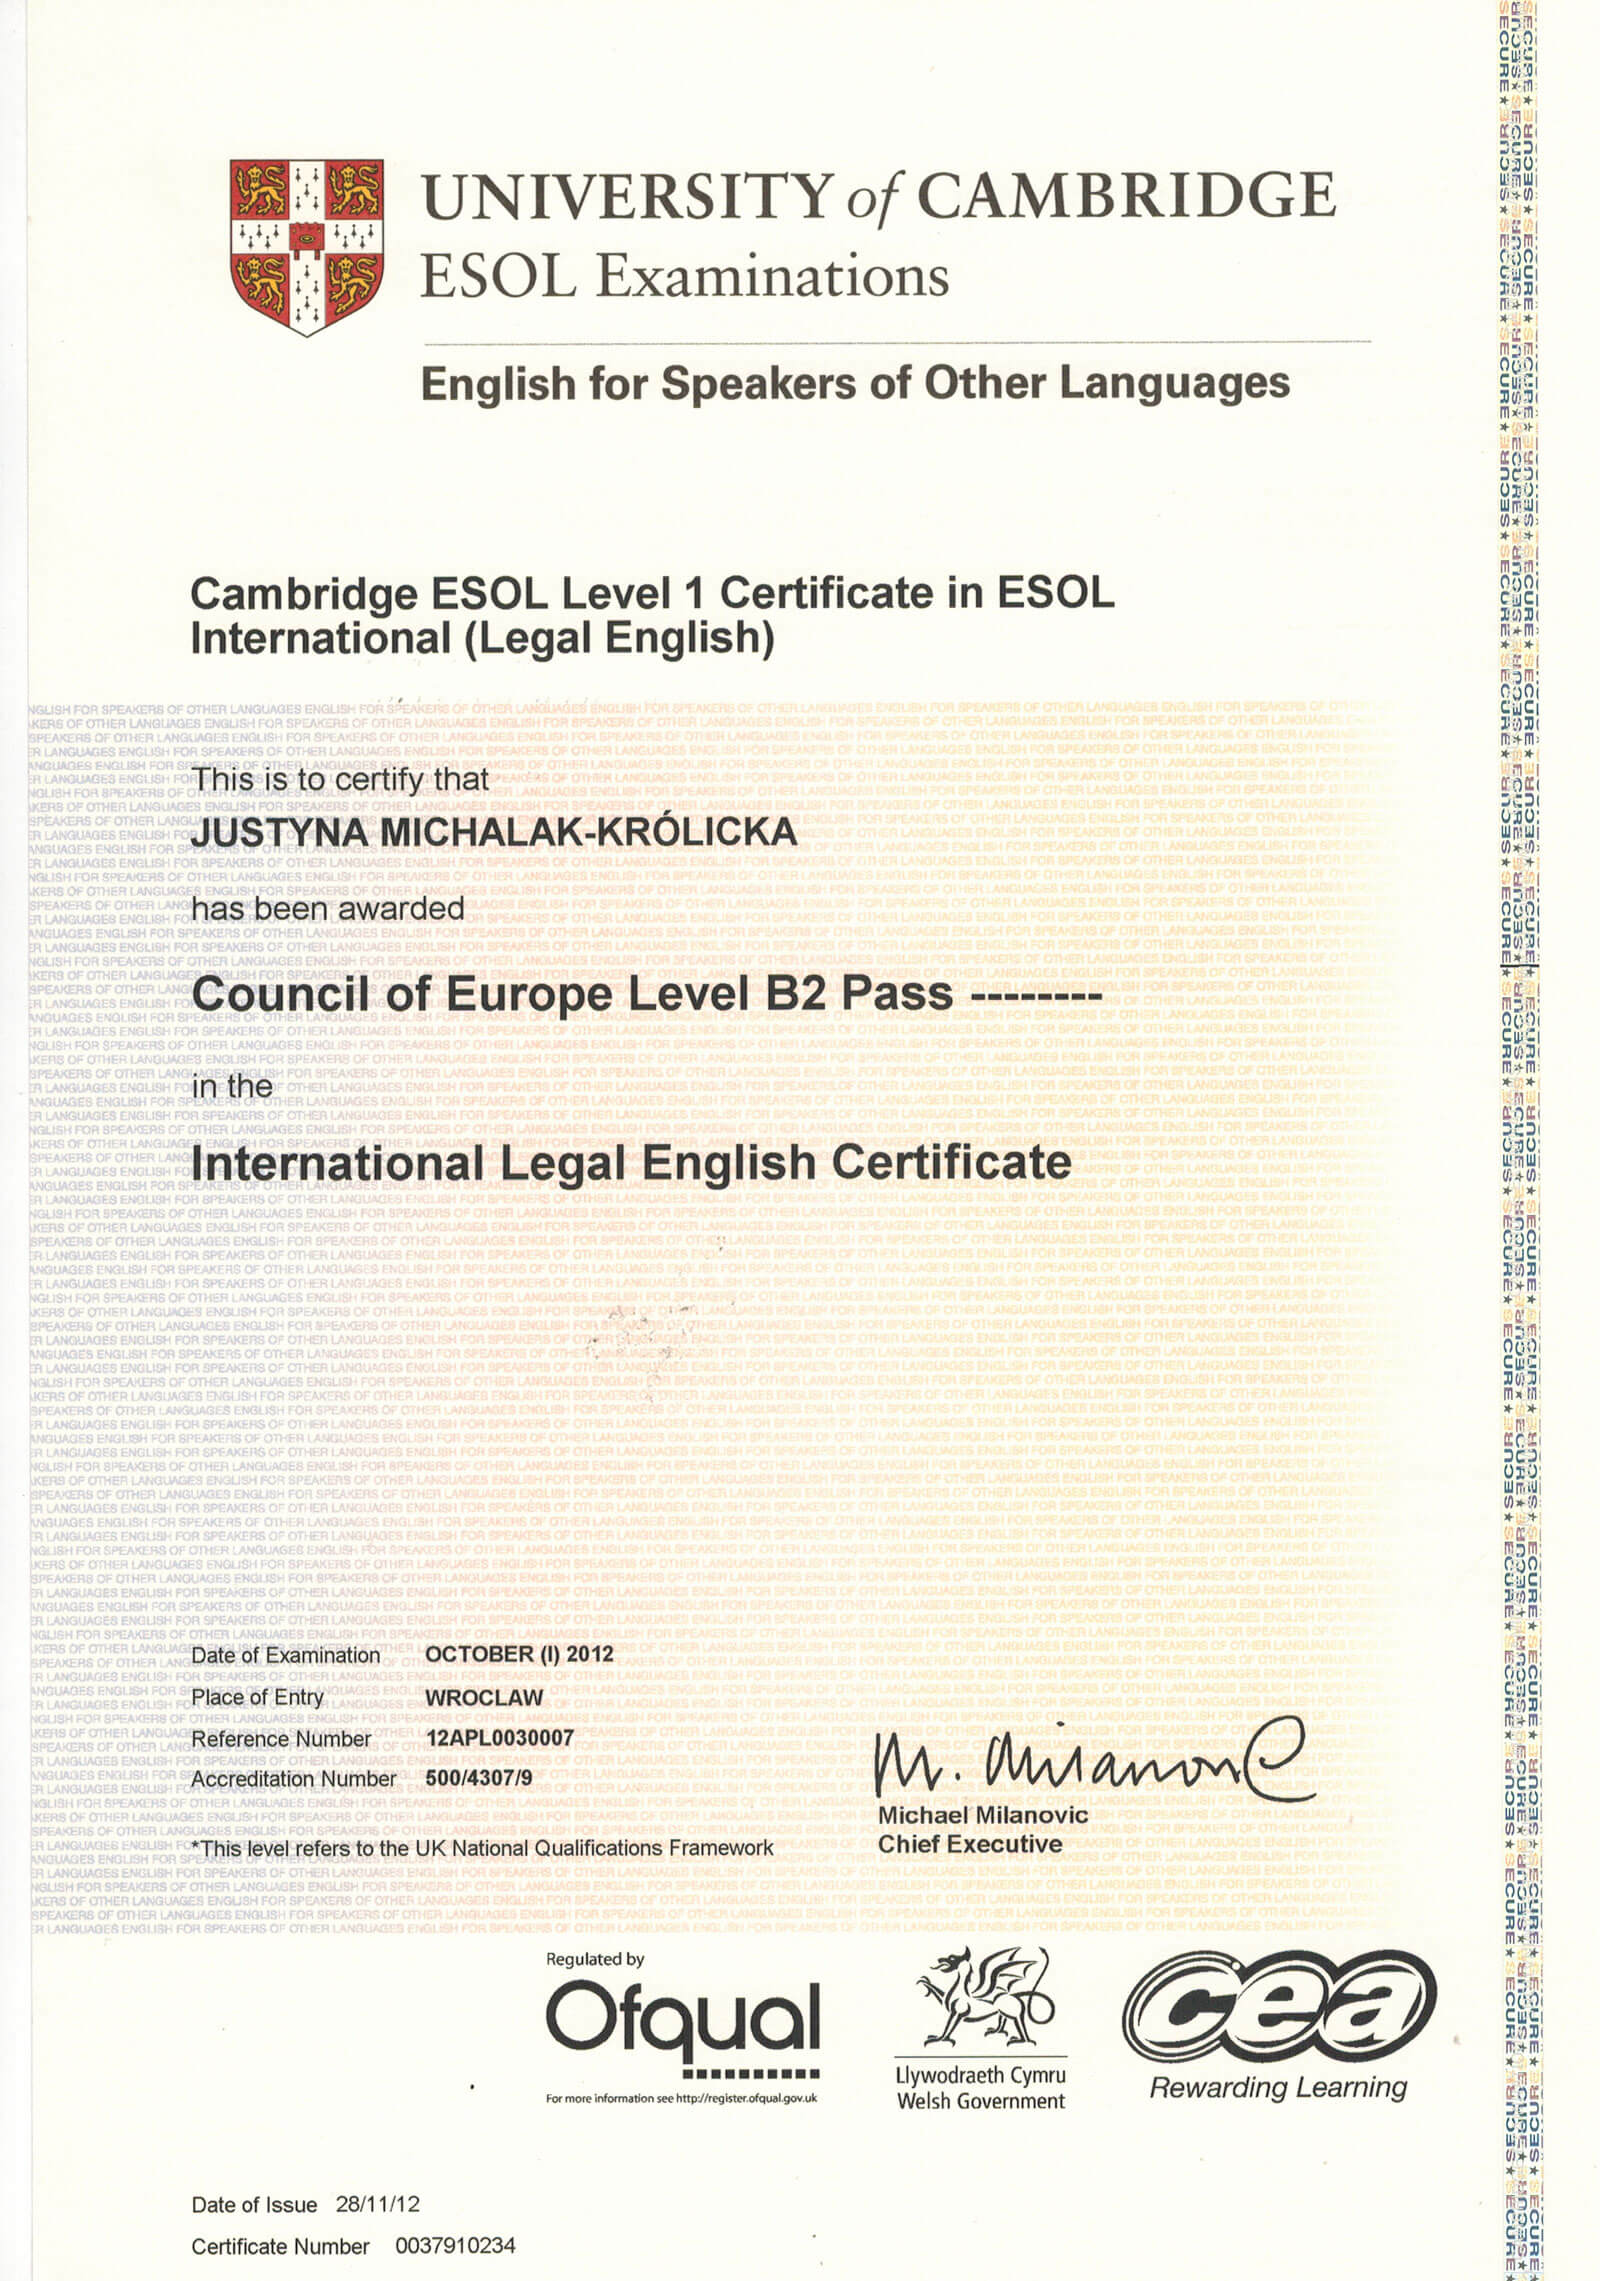 UNIVERSITY of CAMBRIDGE
ESOL Examinations
English for Speakers of Other Languages
Cambridge ESOL Level 1 Certificate in ESOL
International (Legal English)
This is to certify that
JUSTYNA MICHALAK-KRÓLICKA
has been awarded
Council of Europe Level B2 Pass --------
in the
International Legal English Certificate
Date of Examination OCTOBER (I) 2012
Place of Entry WROCLAW
Reference Number 12APL0030007
Accreditation Number 500/4307/9
*This level refers to the UK National Qualifications Framework
M. Milanovic
Michael Milanovic
Chief Executive
Regulated by
Ofqual
For more information see http://register.ofqual.gov.uk
Llywodraeth Cymru
Welsh Government
cea
Rewarding Learning
Date of Issue 28/11/12
Certificate Number 0037910234